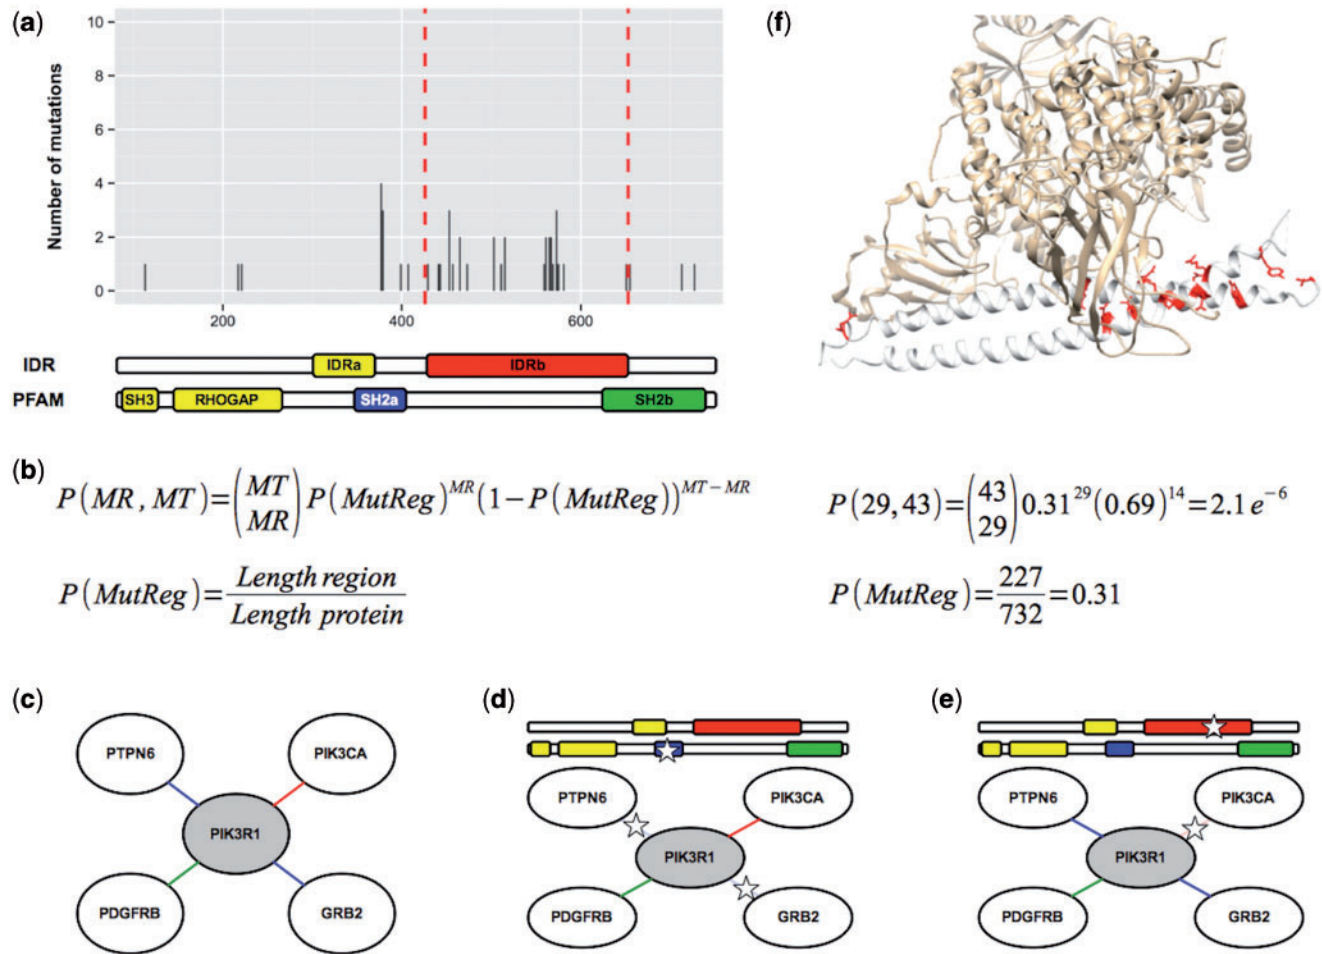 (a)
Number of mutations
10
8
6
4
2
0
200
400
600
IDR
IDRa
IDRb
PFAM
SH3
RHOGAP
SH2a
SH2b
(f)
(b)
P(MR, MT)=(MT MR) P(MutReg)^MR (1−P(MutReg))^MT−MR
P(29,43)=(43 29) 0.31^29 (0.69)^14=2.1 e^−6
P(MutReg)=Length region/Length protein
P(MutReg)=227/732=0.31
(c)
PTPN6
PIK3CA
PIK3R1
PDGFRB
GRB2
(d)
PTPN6
PIK3CA
PIK3R1
PDGFRB
GRB2
(e)
PTPN6
PIK3CA
PIK3R1
PDGFRB
GRB2